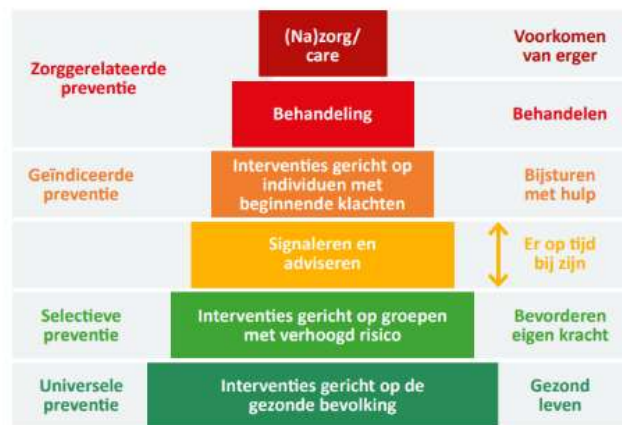 Zorggerelateerde
preventie
(Na)zorg/
care
Voorkomen
van erger
Behandeling
Behandelen
Geïndiceerde
preventie
Interventies gericht op
individuen met
beginnende klachten
Bijsturen
met hulp
Signaleren en
adviseren
Er op tijd
bij zijn
Selectieve
preventie
Interventies gericht op groepen
met verhoogd risico
Bevorderen
eigen kracht
Universele
preventie
Interventies gericht op de
gezonde bevolking
Gezond
leven